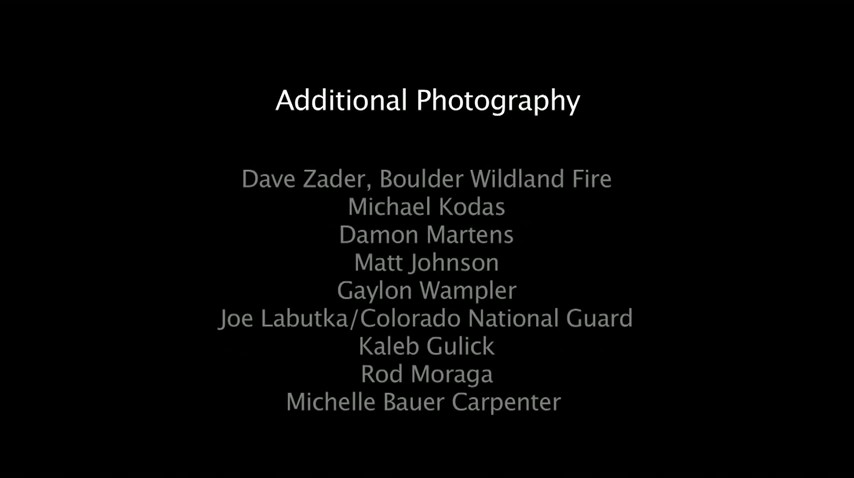 Additional Photography
Dave Zader, Boulder Wildland Fire
Michael Kodas
Damon Martens
Matt Johnson
Gaylon Wampler
Joe Labutka/Colorado National Guard
Kaleb Gulick
Rod Moraga
Michelle Bauer Carpenter